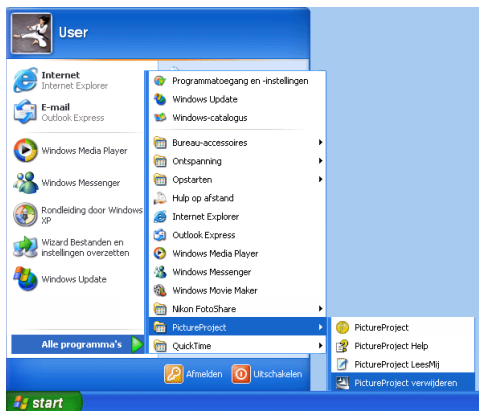 User
Internet
Internet Explorer
E-mail
Outlook Express
Windows Media Player
Windows Messenger
Rondleiding door Windows
XP
Wizard Bestanden en
instellingen overzetten
Windows Update
Alle programma's
Programmatoegang en -instellingen
Windows Update
Windows-catalogus
Bureau-accessoires
Ontspanning
Opstarten
Hulp op afstand
Internet Explorer
Outlook Express
Windows Media Player
Windows Messenger
Windows Movie Maker
Nikon FotoShare
PictureProject
QuickTime
PictureProject
PictureProject Help
PictureProject LeesMij
PictureProject verwijderen
Afmelden
Uitschakelen
start